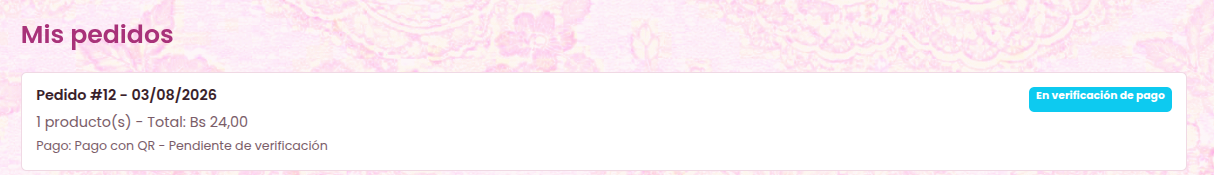 Mis pedidos
Pedido #12 - 03/08/2026
En verificación de pago
1 producto(s) - Total: Bs 24,00
Pago: Pago con QR - Pendiente de verificación